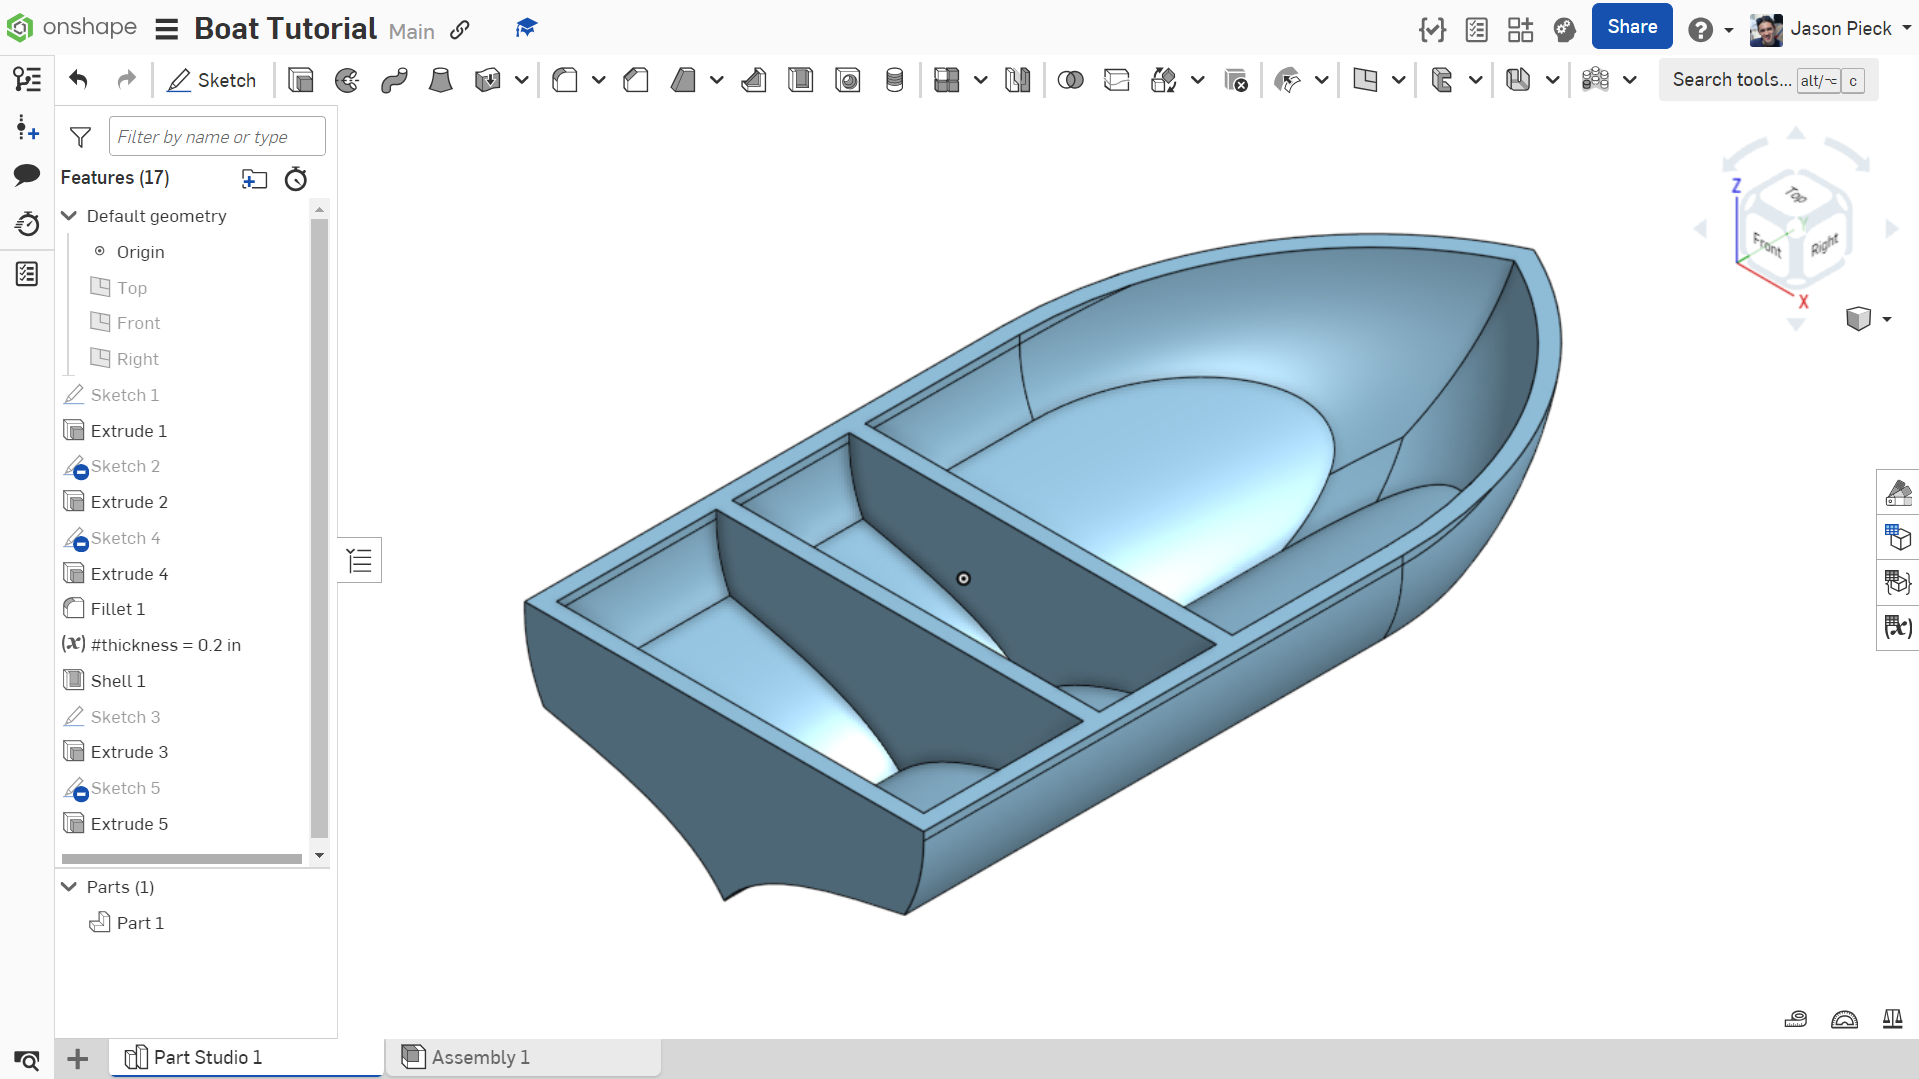 onshape Boat Tutorial Main Share Jason Pieck
Sketch Search tools... alt/⌥ c
Filter by name or type
Features (17)
Default geometry
Origin
Top
Front
Right
Sketch 1
Extrude 1
Sketch 2
Extrude 2
Sketch 4
Extrude 4
Fillet 1
(x) #thickness = 0.2 in
Shell 1
Sketch 3
Extrude 3
Sketch 5
Extrude 5
Parts (1)
Part 1
Z
Top
Y
Front Right
X
(x)
Part Studio 1 Assembly 1